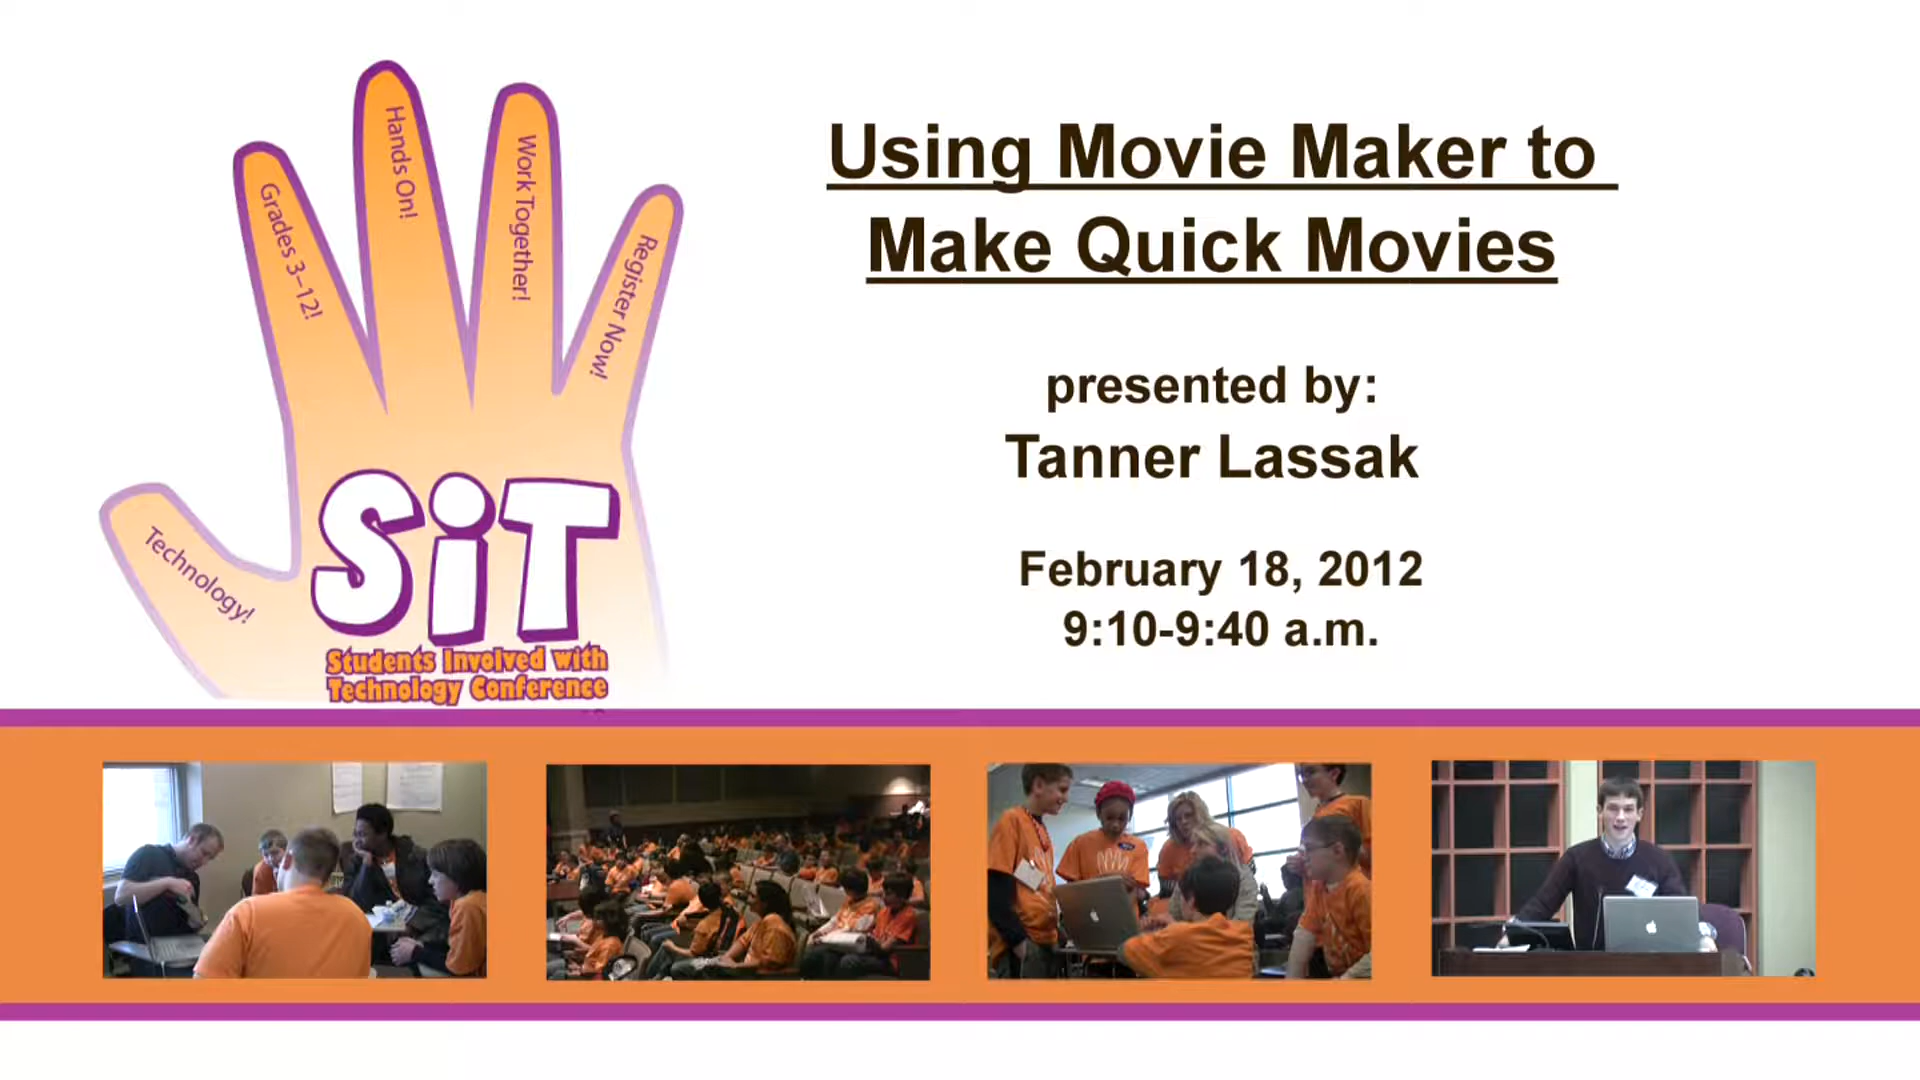 Grades 3–12!
Hands On!
Work Together!
Register Now!
Technology!
SiT
Students Involved with
Technology Conference
Using Movie Maker to
Make Quick Movies
presented by:
Tanner Lassak
February 18, 2012
9:10-9:40 a.m.